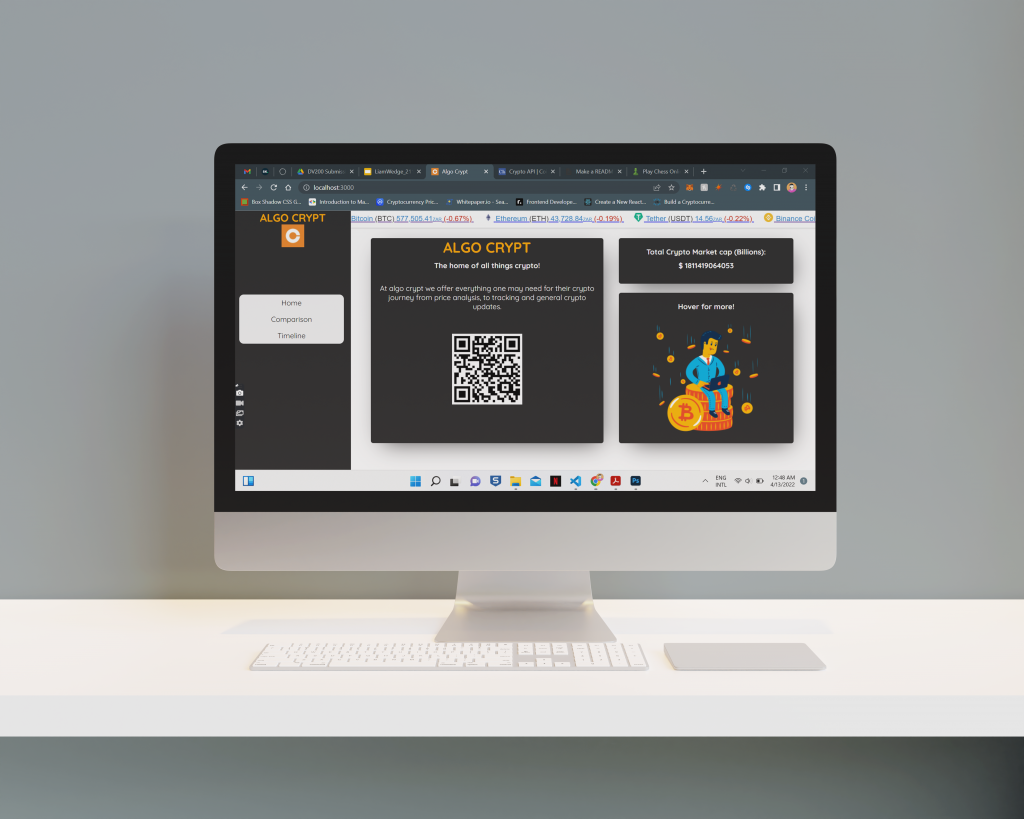 DV200 Submis
LiamWedge_2
Algo Crypt
Crypto API | Co
Make a READM
Play Chess Onl
localhost:3000
Box Shadow CSS G...
Introduction to Ma...
Cryptocurrency Pric...
Whitepaper.io - Sea...
Frontend Develope...
Create a New React...
Build a Cryptocurre...
ALGO CRYPT
Bitcoin (BTC) 577,505.41ZAR (-0.67%)
Ethereum (ETH) 43,728.84ZAR (-0.19%)
Tether (USDT) 14.56ZAR (-0.22%)
Binance Coi
Home
Comparison
Timeline
ALGO CRYPT
The home of all things crypto!
At algo crypt we offer everything one may need for their crypto
journey from price analysis, to tracking and general crypto
updates.
Total Crypto Market cap (Billions):
$ 1811419064053
Hover for more!
ENG
INTL
12:48 AM
4/13/2022